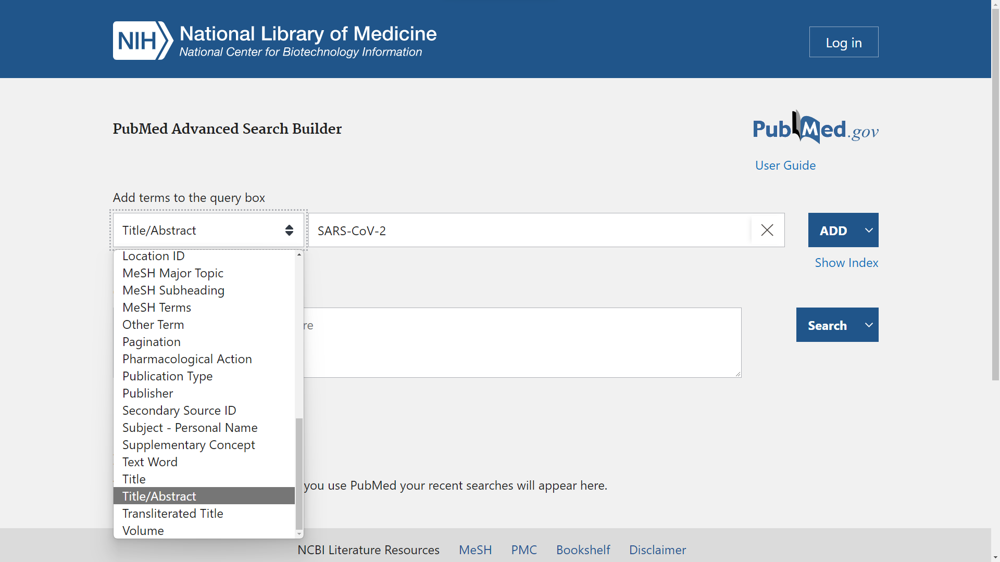 NIH National Library of Medicine
National Center for Biotechnology Information
Log in
PubMed Advanced Search Builder
PubMed.gov
User Guide
Add terms to the query box
Title/Abstract
SARS-CoV-2
ADD
Show Index
Location ID
MeSH Major Topic
MeSH Subheading
MeSH Terms
Other Term
Pagination
Pharmacological Action
Publication Type
Publisher
Secondary Source ID
Subject - Personal Name
Supplementary Concept
Text Word
Title
Title/Abstract
Transliterated Title
Volume
re
Search
you use PubMed your recent searches will appear here.
NCBI Literature Resources MeSH PMC Bookshelf Disclaimer